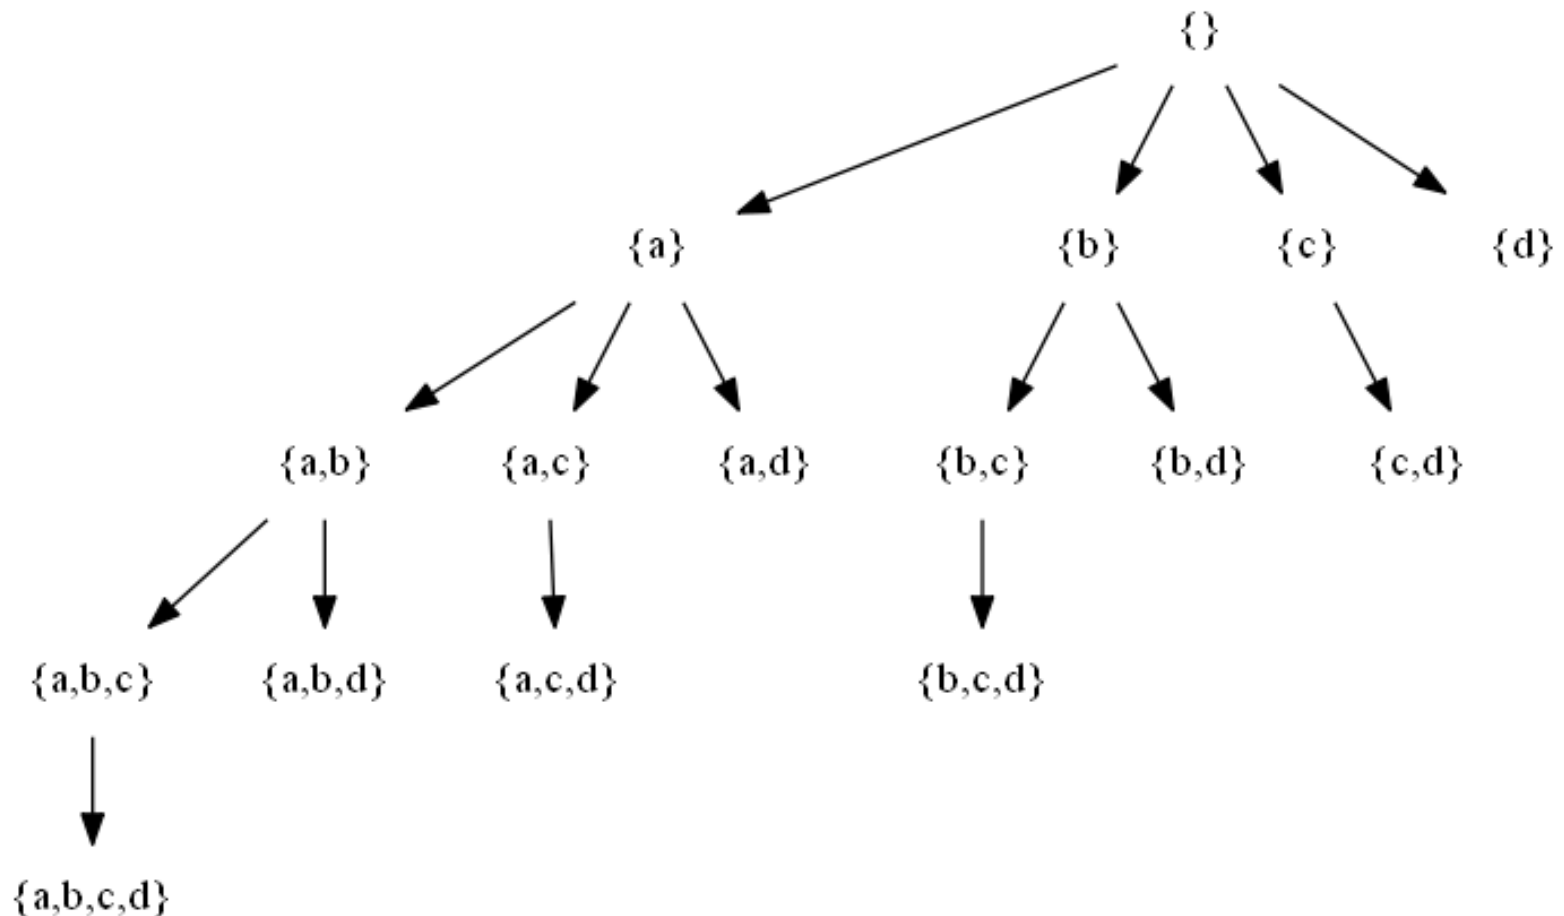 {}
{a} {b} {c} {d}
{a,b} {a,c} {a,d} {b,c} {b,d} {c,d}
{a,b,c} {a,b,d} {a,c,d} {b,c,d}
{a,b,c,d}